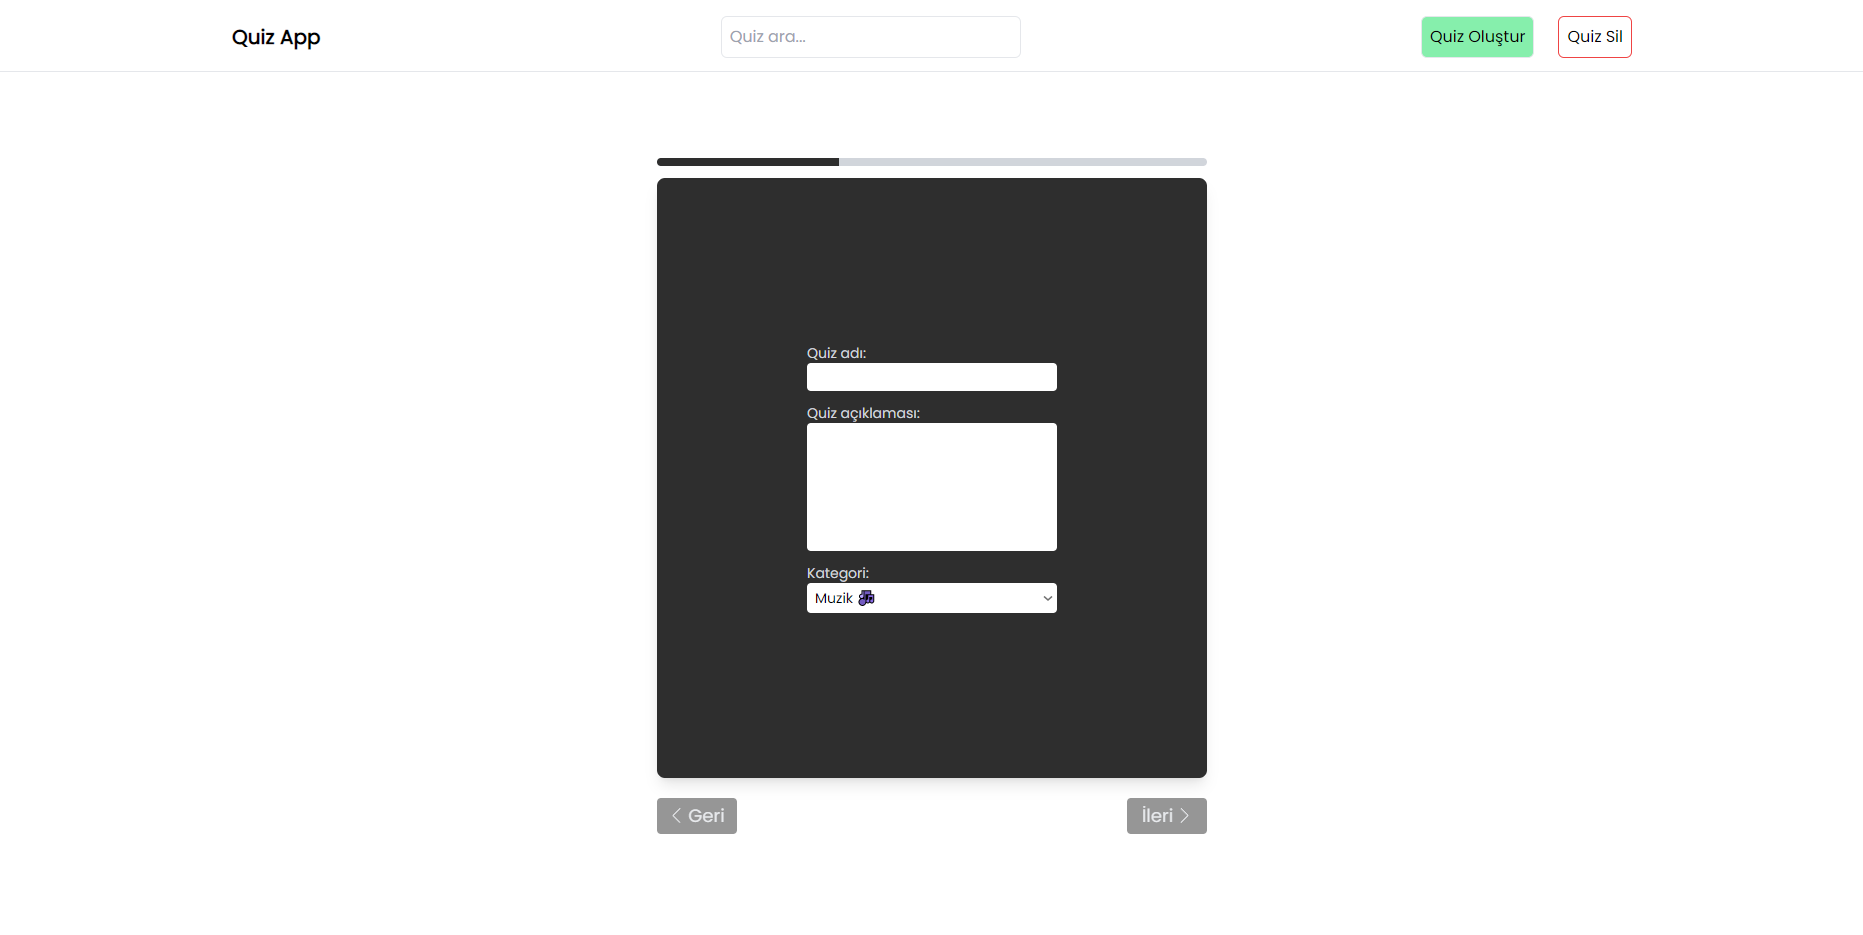 Quiz App
Quiz ara...
Quiz Oluştur
Quiz Sil
Quiz adı:
Quiz açıklaması:
Kategori:
Muzik
Geri
İleri